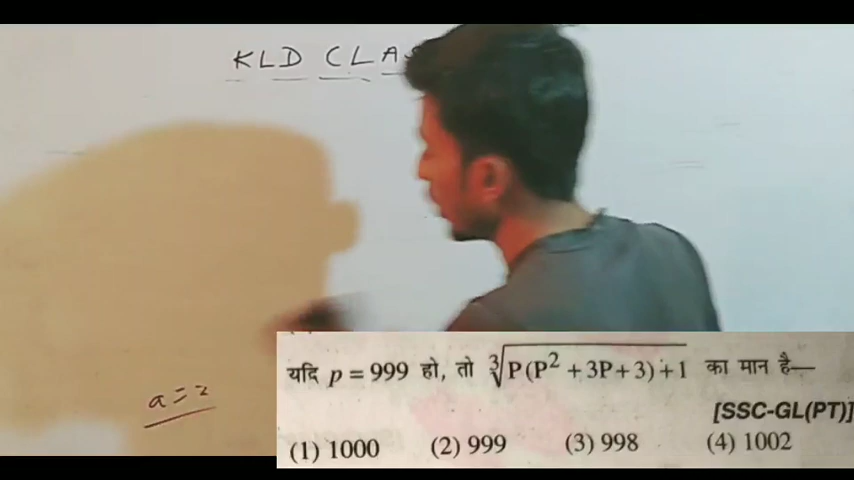 KLD CLAS
a = 2
यदि p = 999 हो, तो ∛P(P² + 3P + 3) + 1 का मान है—
[SSC-GL(PT)]
(1) 1000 (2) 999 (3) 998 (4) 1002